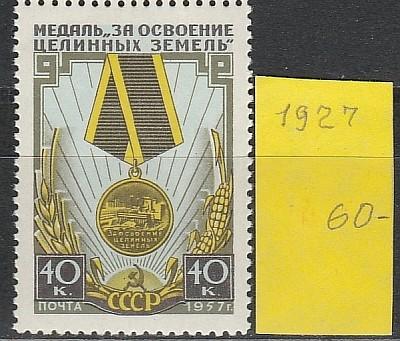 МЕДАЛЬ „ЗА ОСВОЕНИЕ
ЦЕЛИННЫХ ЗЕМЕЛЬ"
ЗА ОСВОЕНИЕ
ЦЕЛИННЫХ
ЗЕМЕЛЬ
40 К.
40 К.
ПОЧТА
СССР
1957 г.
1927
60-